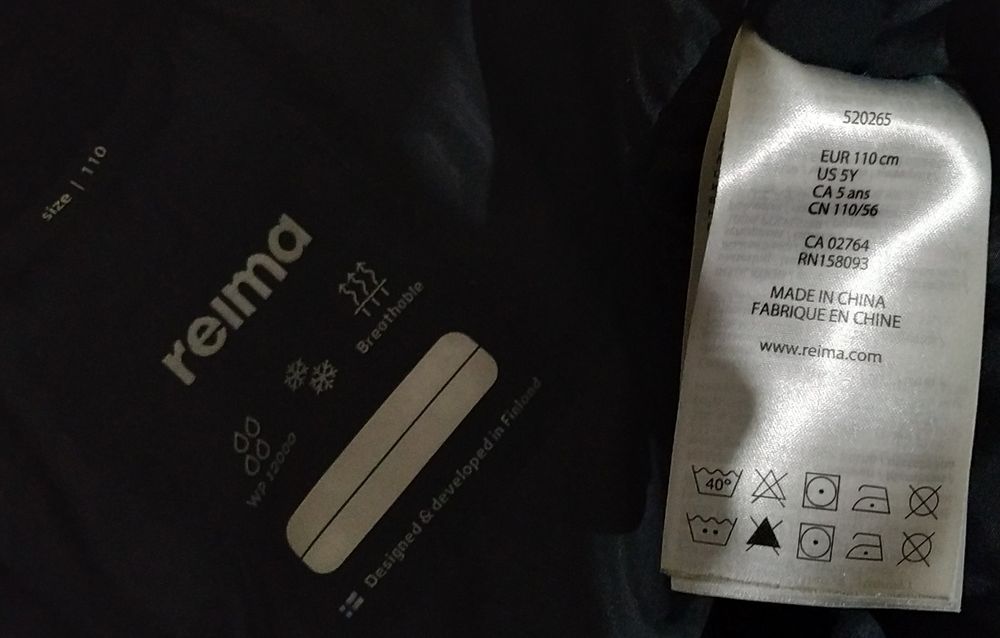 size | 110
reima
Breathable
WP 12000
Designed & developed in Finland
520265
EUR 110 cm
US 5Y
CA 5 ans
CN 110/56
CA 02764
RN158093
MADE IN CHINA
FABRIQUE EN CHINE
www.reima.com
40°